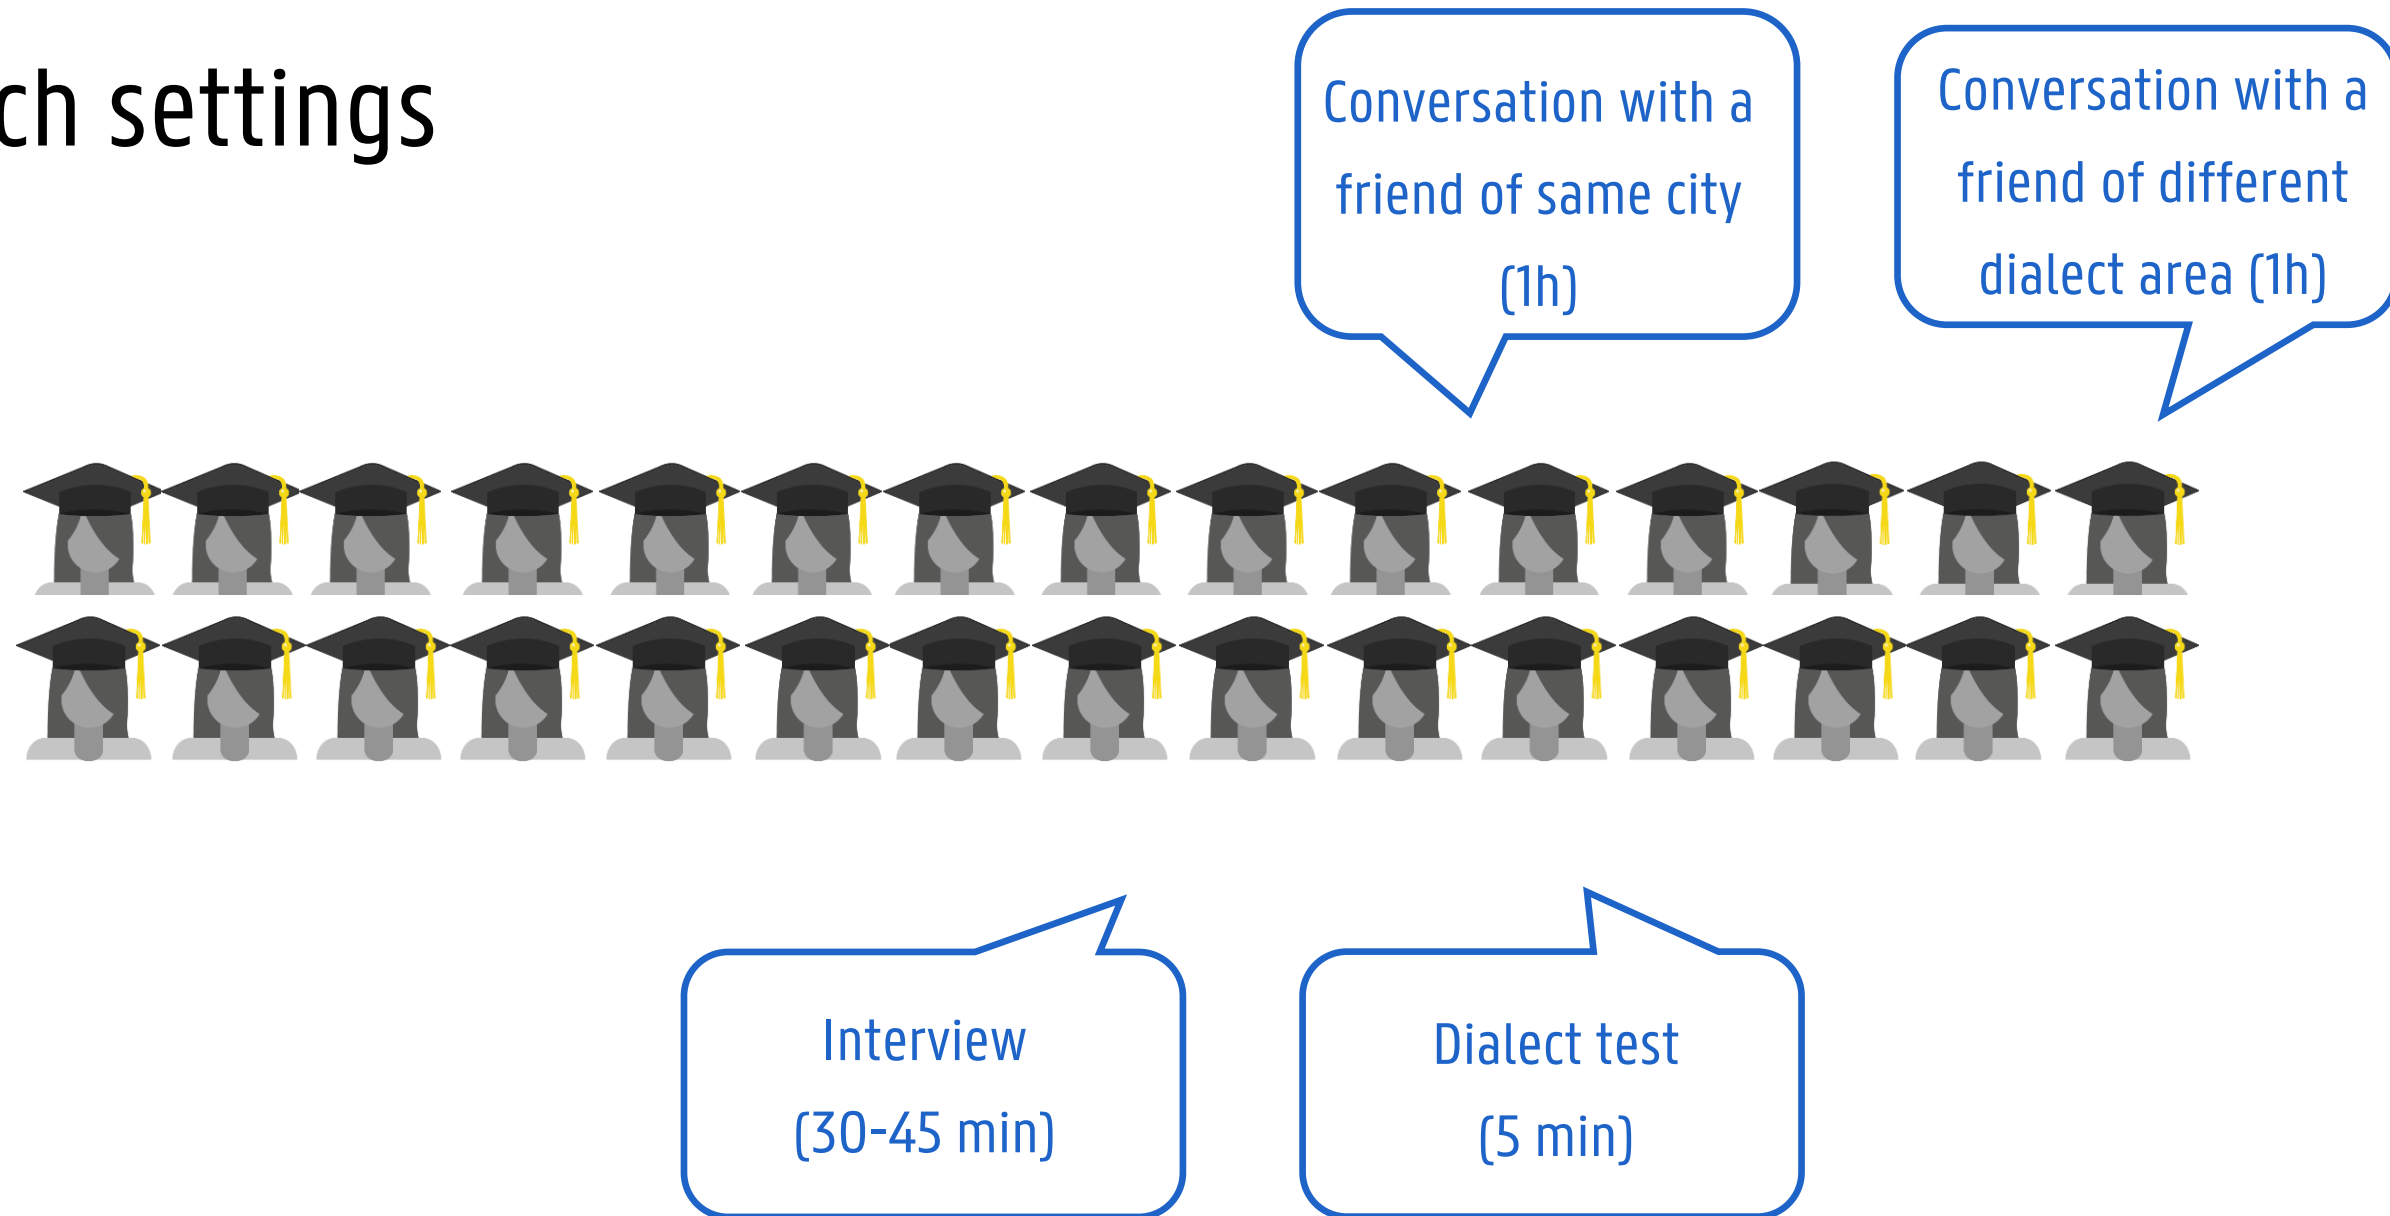 ch settings
Conversation with a
friend of same city
(1h)
Conversation with a
friend of different
dialect area (1h)
Interview
(30-45 min)
Dialect test
(5 min)